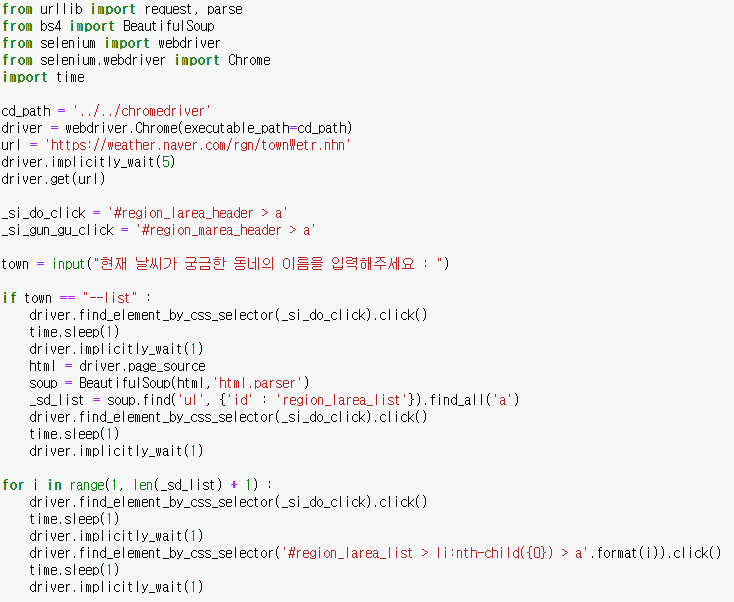 from urllib import request, parse
from bs4 import BeautifulSoup
from selenium import webdriver
from selenium.webdriver import Chrome
import time

cd_path = '../../chromedriver'
driver = webdriver.Chrome(executable_path=cd_path)
url = 'https://weather.naver.com/rgn/townWetr.nhn'
driver.implicitly_wait(5)
driver.get(url)

_si_do_click = '#region_larea_header > a'
_si_gun_gu_click = '#region_marea_header > a'

town = input("현재 날씨가 궁금한 동네의 이름을 입력해주세요 : ")

if town == "--list" :
    driver.find_element_by_css_selector(_si_do_click).click()
    time.sleep(1)
    driver.implicitly_wait(1)
    html = driver.page_source
    soup = BeautifulSoup(html,'html.parser')
    _sd_list = soup.find('ul', {'id' : 'region_larea_list'}).find_all('a')
    driver.find_element_by_css_selector(_si_do_click).click()
    time.sleep(1)
    driver.implicitly_wait(1)

for i in range(1, len(_sd_list) + 1) :
    driver.find_element_by_css_selector(_si_do_click).click()
    time.sleep(1)
    driver.implicitly_wait(1)
    driver.find_element_by_css_selector('#region_larea_list > li:nth-child({0}) > a'.format(i)).click()
    time.sleep(1)
    driver.implicitly_wait(1)